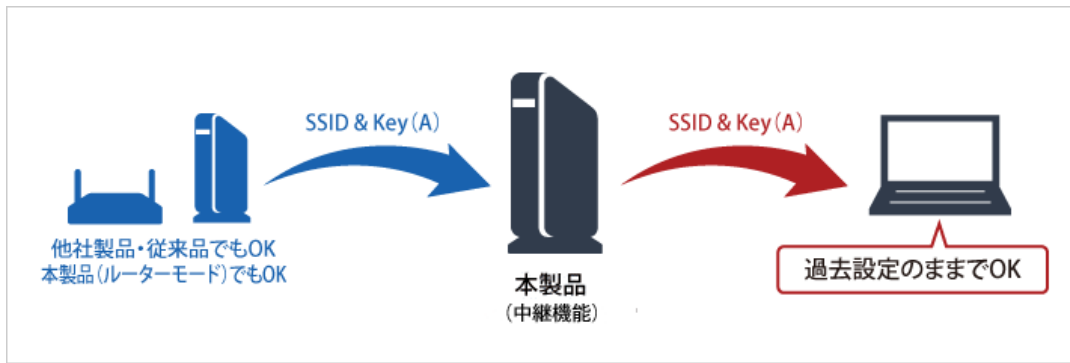 SSID & Key(A)
SSID & Key(A)
他社製品・従来品でもOK
本製品(ルーターモード)でもOK
本製品
(中継機能)
過去設定のままでOK